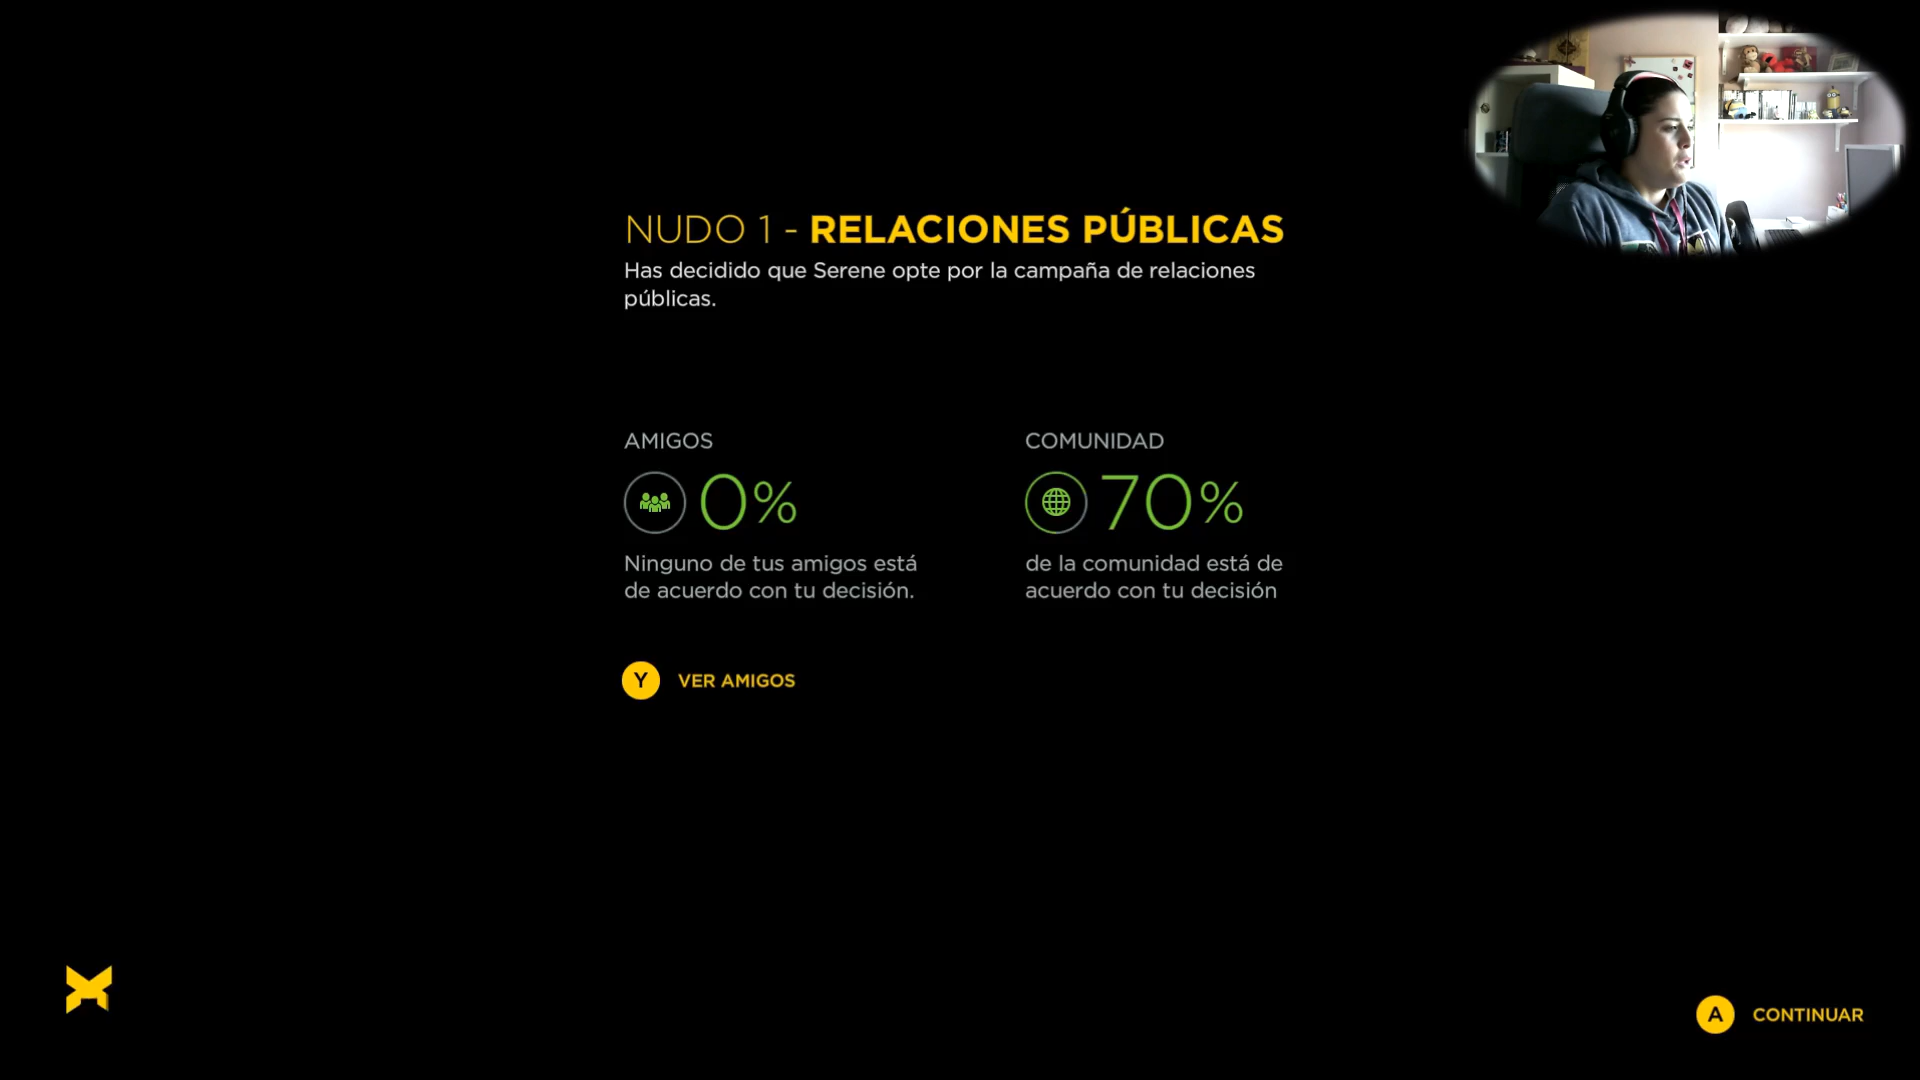 NUDO 1 - RELACIONES PÚBLICAS
Has decidido que Serene opte por la campaña de relaciones
públicas.
AMIGOS
0%
Ninguno de tus amigos está
de acuerdo con tu decisión.
COMUNIDAD
70%
de la comunidad está de
acuerdo con tu decisión
Y VER AMIGOS
A CONTINUAR